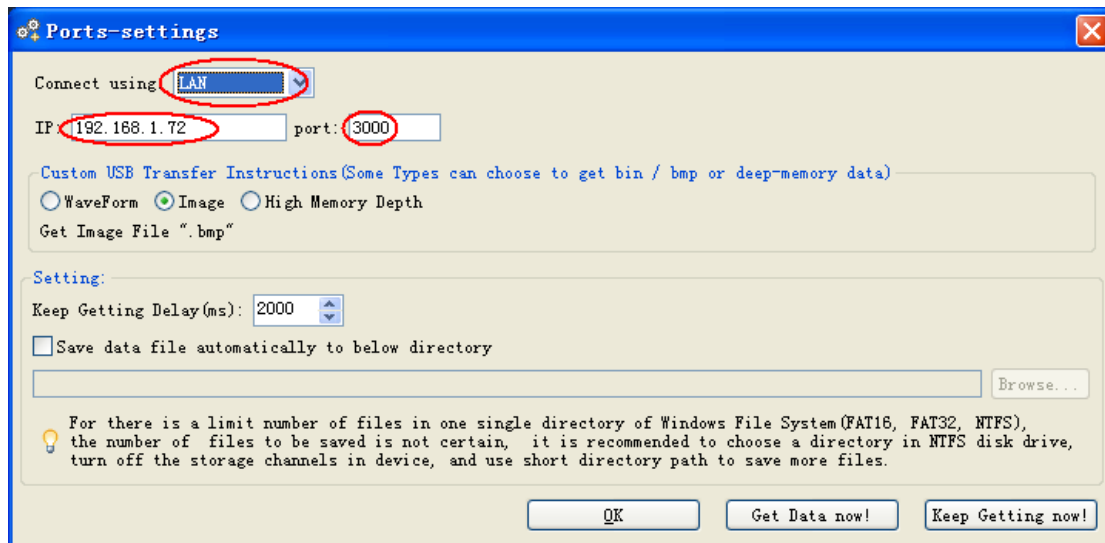 Ports-settings
Connect using: LAN
IP: 192.168.1.72 port: 3000
Custom USB Transfer Instructions(Some Types can choose to get bin / bmp or deep-memory data)
WaveForm Image High Memory Depth
Get Image File ".bmp"
Setting:
Keep Getting Delay(ms): 2000
Save data file automatically to below directory
Browse...
For there is a limit number of files in one single directory of Windows File System(FAT16, FAT32, NTFS),
the number of files to be saved is not certain, it is recommended to choose a directory in NTFS disk drive,
turn off the storage channels in device, and use short directory path to save more files.
OK Get Data now! Keep Getting now!